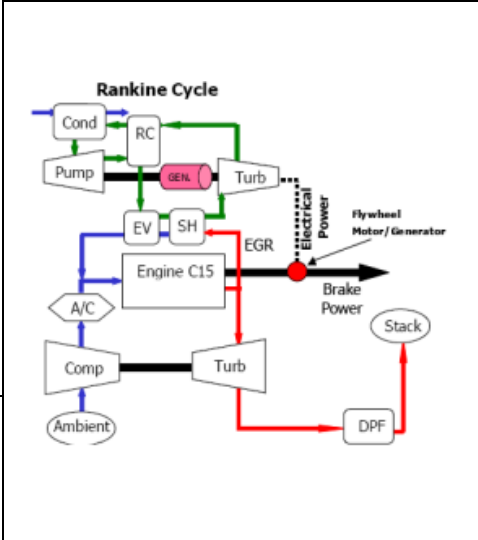 Rankine Cycle
Cond
RC
Pump
GEN.
Turb
Electrical
Power
Flywheel
Motor/Generator
EV
SH
EGR
Engine C15
Brake
Power
A/C
Stack
Comp
Turb
Ambient
DPF